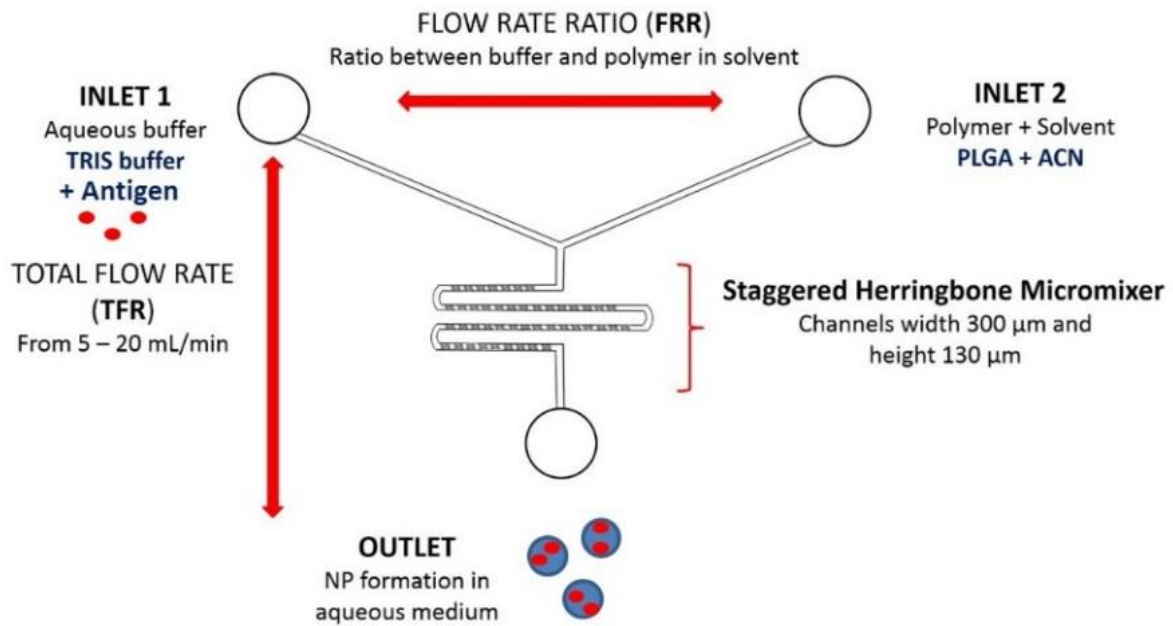 FLOW RATE RATIO (FRR)
Ratio between buffer and polymer in solvent
INLET 1
Aqueous buffer
TRIS buffer
+ Antigen
INLET 2
Polymer + Solvent
PLGA + ACN
TOTAL FLOW RATE
(TFR)
From 5 – 20 mL/min
Staggered Herringbone Micromixer
Channels width 300 µm and
height 130 µm
OUTLET
NP formation in
aqueous medium